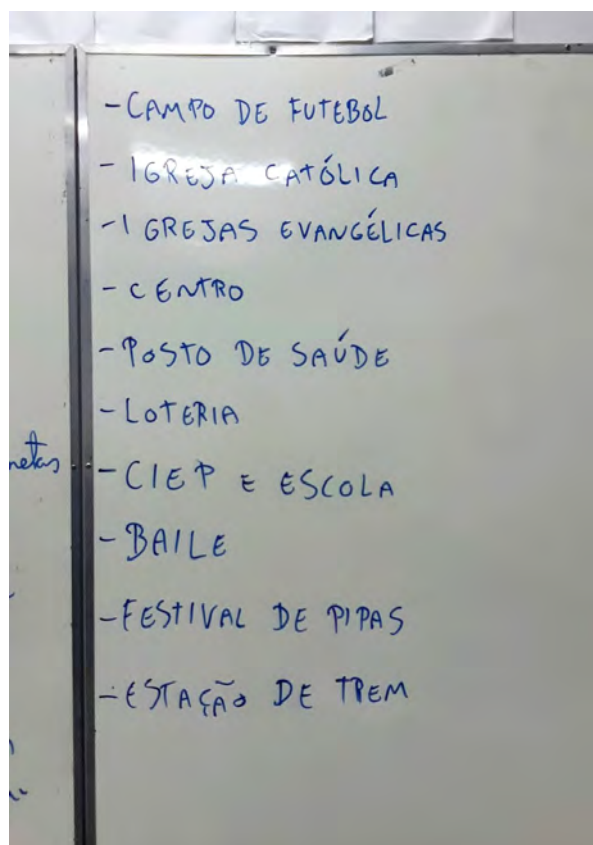 - CAMPO DE FUTEBOL
- IGREJA CATÓLICA
- IGREJAS EVANGÉLICAS
- CENTRO
- POSTO DE SAÚDE
- LOTERIA
- CIEP E ESCOLA
- BAILE
- FESTIVAL DE PIPAS
- ESTAÇÃO DE TREM